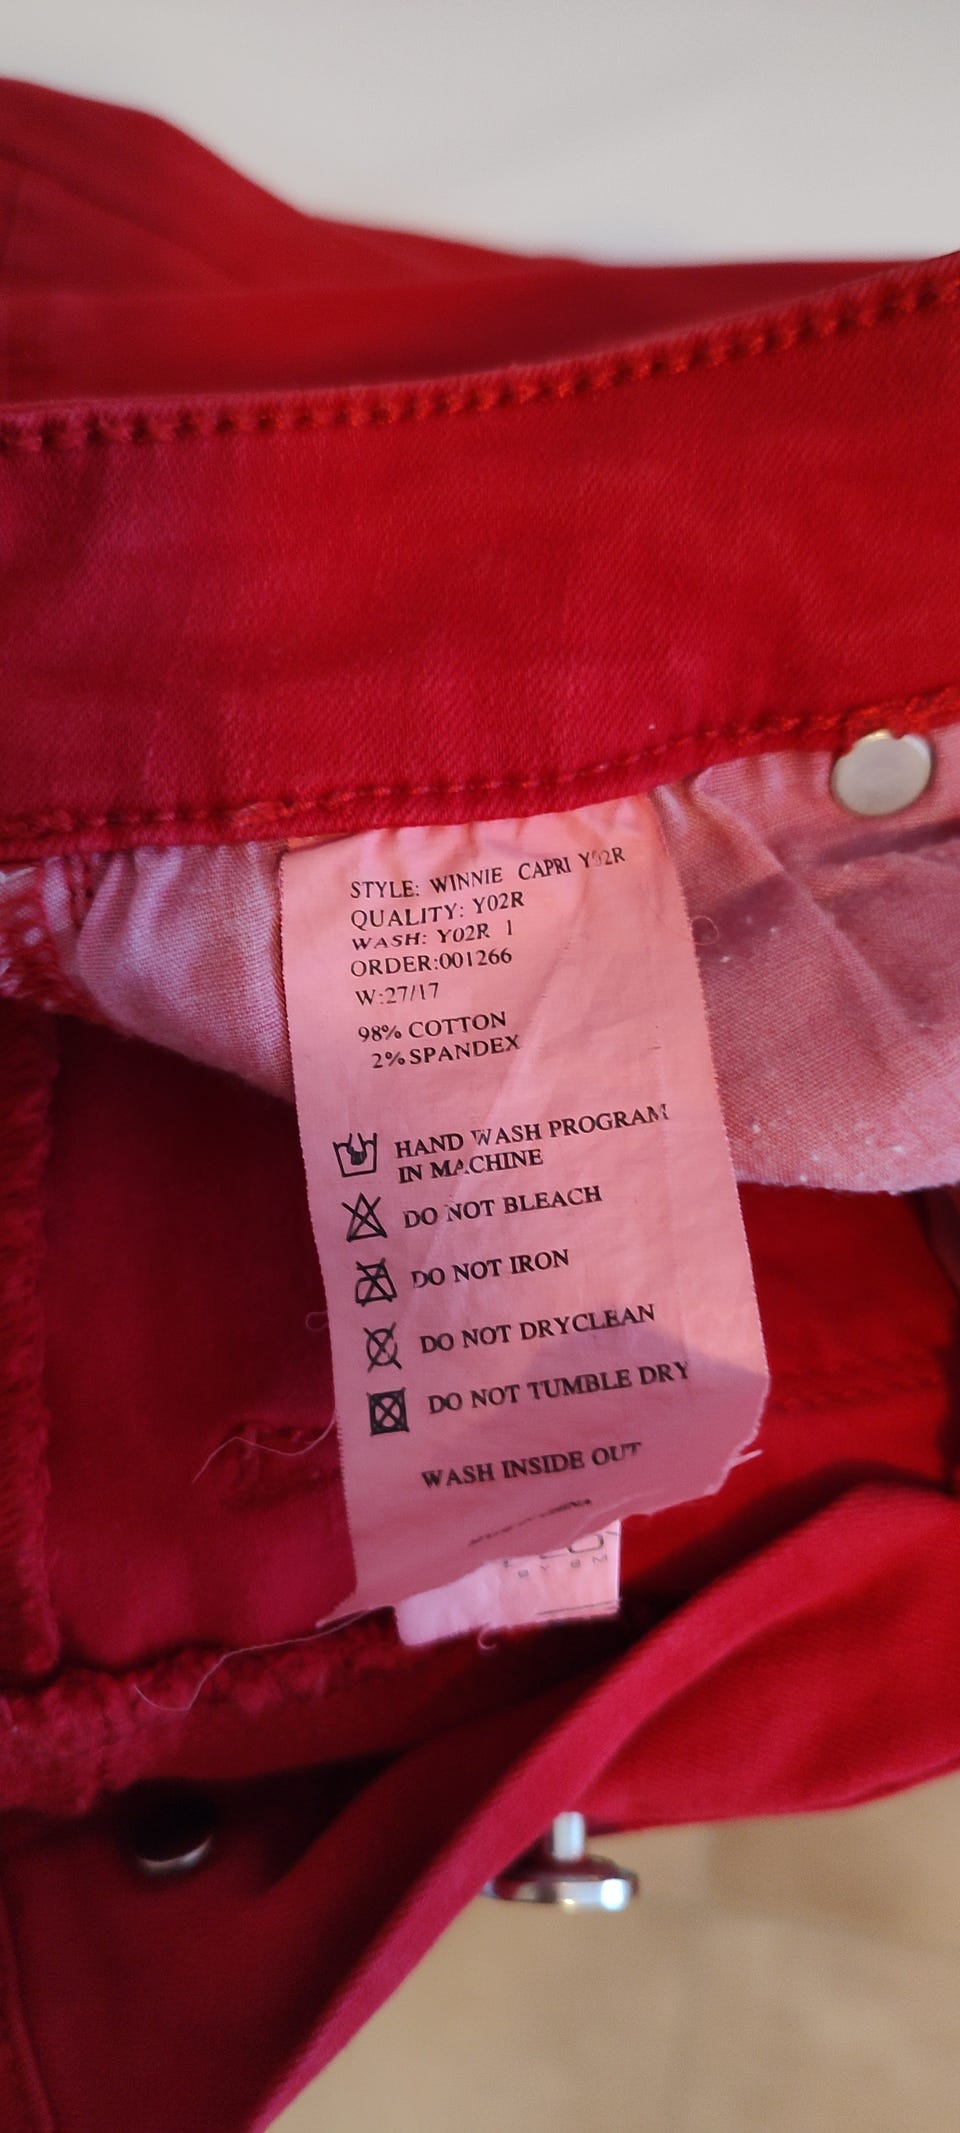 STYLE: WINNIE CAPRI Y02R
QUALITY: Y02R
WASH: Y02R 1
ORDER:001266
W:27/17
98% COTTON
2% SPANDEX
HAND WASH PROGRAM
IN MACHINE
DO NOT BLEACH
DO NOT IRON
DO NOT DRYCLEAN
DO NOT TUMBLE DRY
WASH INSIDE OUT
BY BM